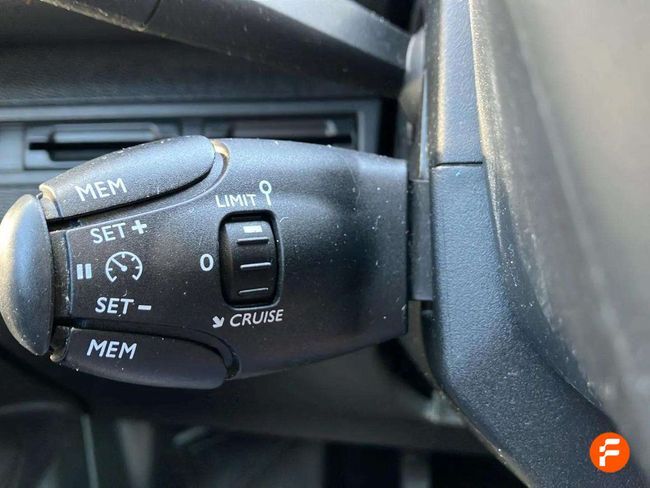 MEM
LIMIT
SET +
0
SET -
CRUISE
MEM